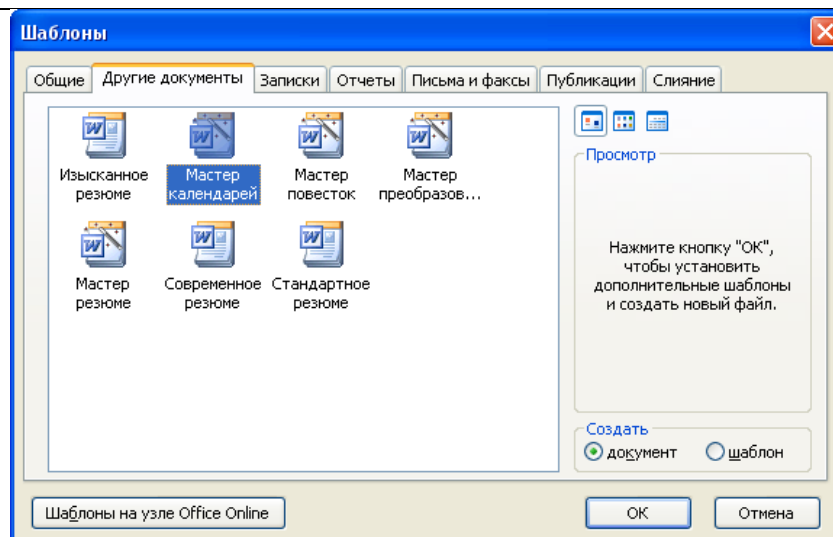 Шаблоны
Общие Другие документы Записки Отчеты Письма и факсы Публикации Слияние
Изысканное резюме
Мастер календарей
Мастер повесток
Мастер преобразов...
Мастер резюме
Современное резюме
Стандартное резюме
Просмотр
Нажмите кнопку "ОК",
чтобы установить
дополнительные шаблоны
и создать новый файл.
Создать
документ шаблон
Шаблоны на узле Office Online ОК Отмена